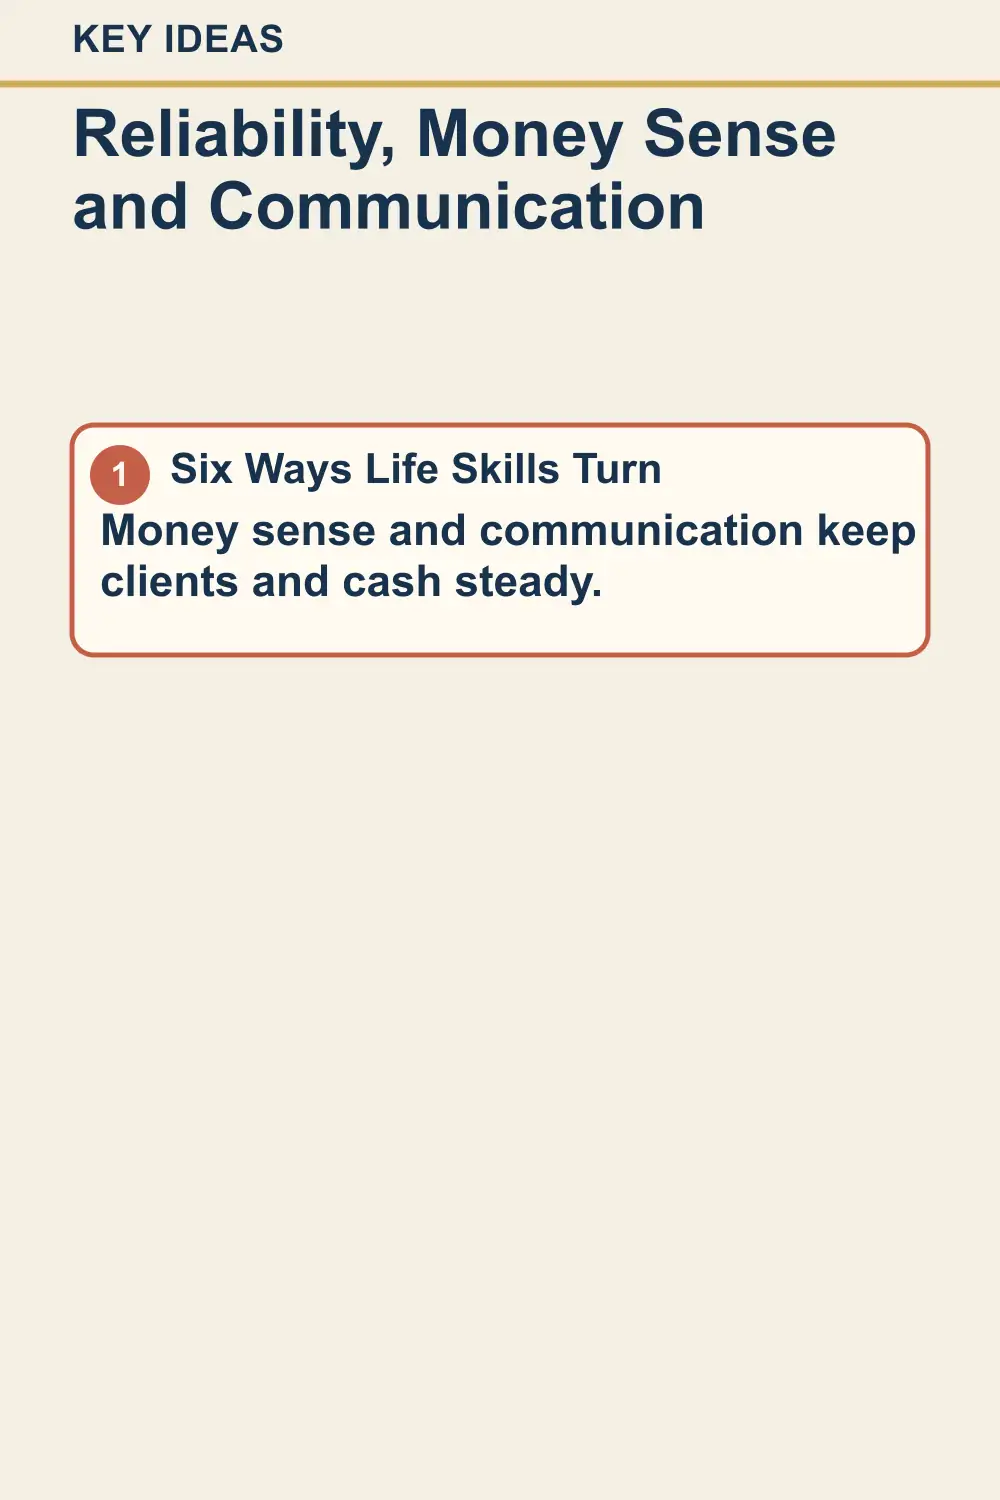 KEY IDEAS
Reliability, Money Sense
and Communication
1 Six Ways Life Skills Turn
Money sense and communication keep
clients and cash steady.